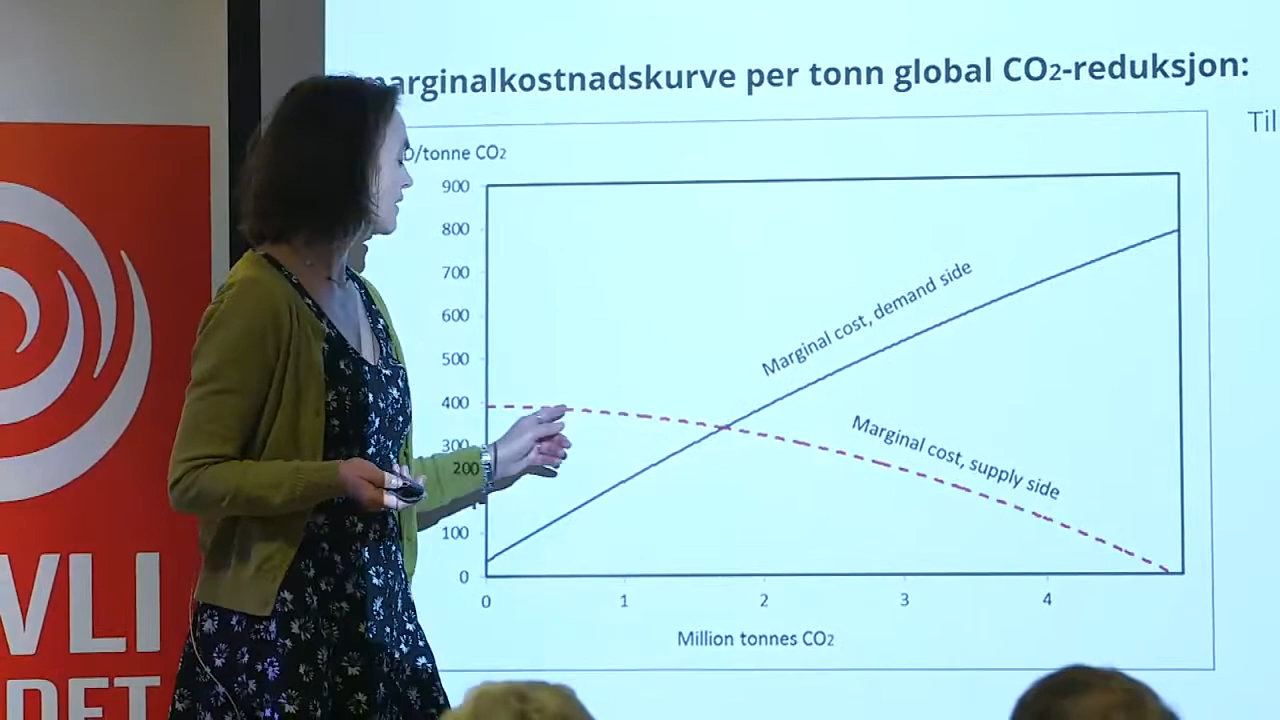 marginalkostnadskurve per tonn global CO2-reduksjon:
Til
D/tonne CO2
900
800
700
600
500
400
300
200
100
0
Marginal cost, demand side
Marginal cost, supply side
0 1 2 3 4
Million tonnes CO2
VLI
DET